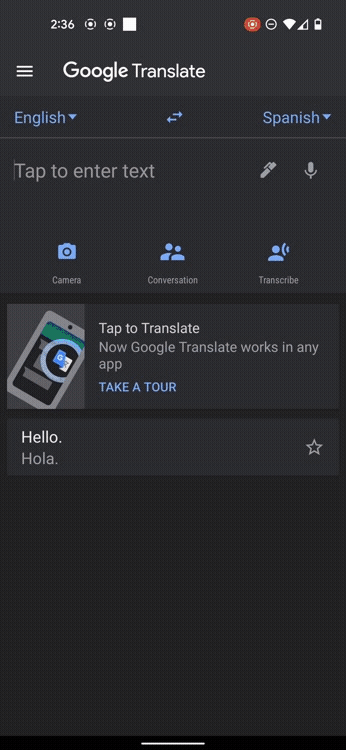 2:36
Google Translate
English
Spanish
Tap to enter text
Camera
Conversation
Transcribe
Tap to Translate
Now Google Translate works in any
app
TAKE A TOUR
Hello.
Hola.